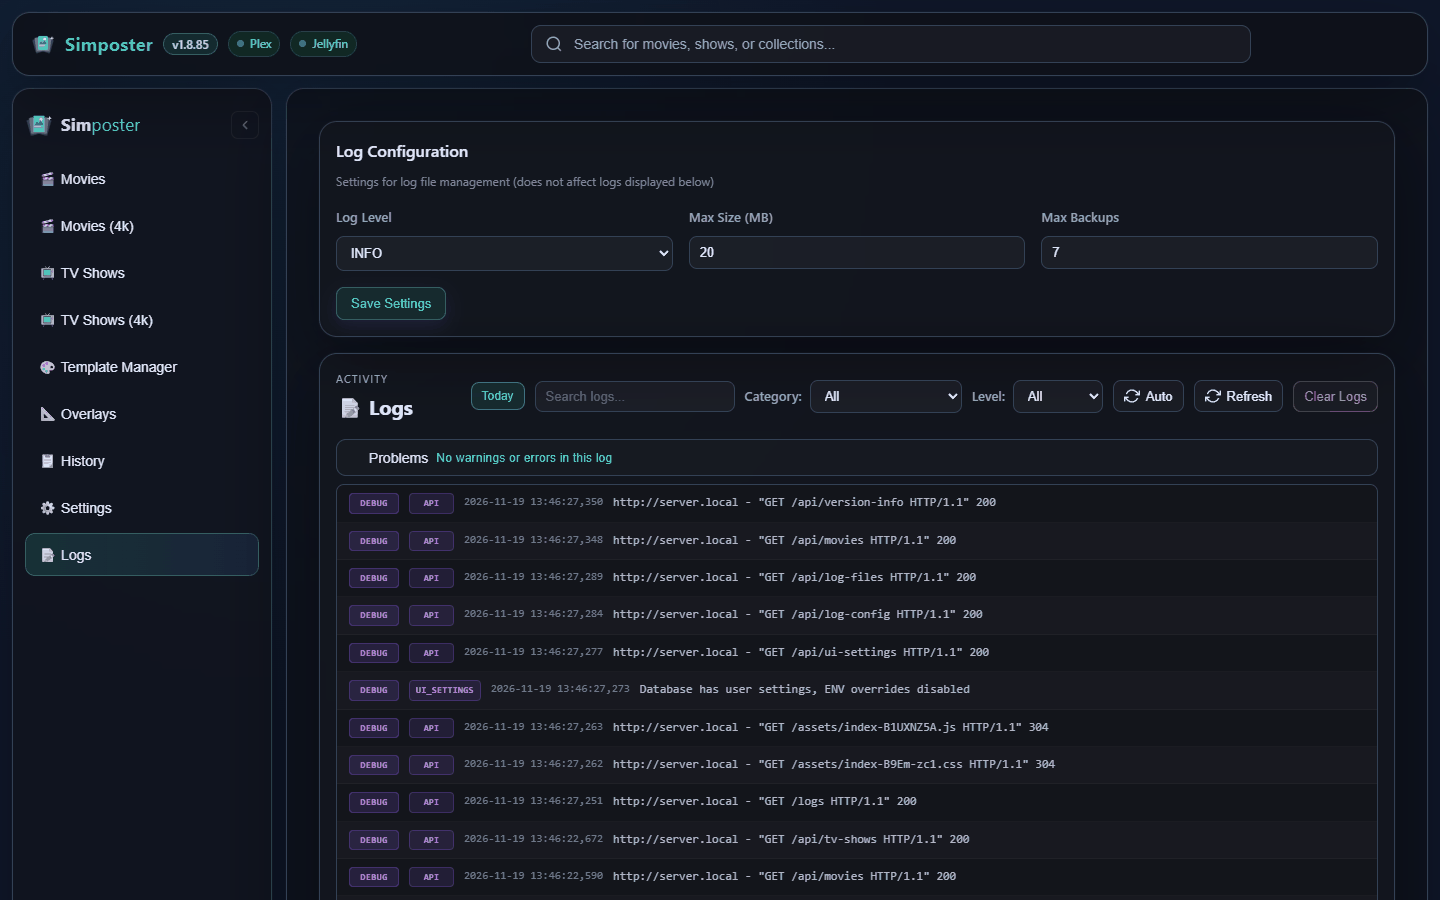 Simposter v1.8.85 Plex Jellyfin
Search for movies, shows, or collections...
Simposter
Movies
Movies (4k)
TV Shows
TV Shows (4k)
Template Manager
Overlays
History
Settings
Logs
Log Configuration
Settings for log file management (does not affect logs displayed below)
Log Level Max Size (MB) Max Backups
INFO 20 7
Save Settings
ACTIVITY
Logs
Today Search logs... Category: All Level: All Auto Refresh Clear Logs
Problems No warnings or errors in this log
DEBUG API 2026-11-19 13:46:27,350 http://server.local - "GET /api/version-info HTTP/1.1" 200
DEBUG API 2026-11-19 13:46:27,348 http://server.local - "GET /api/movies HTTP/1.1" 200
DEBUG API 2026-11-19 13:46:27,289 http://server.local - "GET /api/log-files HTTP/1.1" 200
DEBUG API 2026-11-19 13:46:27,284 http://server.local - "GET /api/log-config HTTP/1.1" 200
DEBUG API 2026-11-19 13:46:27,277 http://server.local - "GET /api/ui-settings HTTP/1.1" 200
DEBUG UI_SETTINGS 2026-11-19 13:46:27,273 Database has user settings, ENV overrides disabled
DEBUG API 2026-11-19 13:46:27,263 http://server.local - "GET /assets/index-B1UXNZ5A.js HTTP/1.1" 304
DEBUG API 2026-11-19 13:46:27,262 http://server.local - "GET /assets/index-B9Em-zc1.css HTTP/1.1" 304
DEBUG API 2026-11-19 13:46:27,251 http://server.local - "GET /logs HTTP/1.1" 200
DEBUG API 2026-11-19 13:46:22,672 http://server.local - "GET /api/tv-shows HTTP/1.1" 200
DEBUG API 2026-11-19 13:46:22,590 http://server.local - "GET /api/movies HTTP/1.1" 200